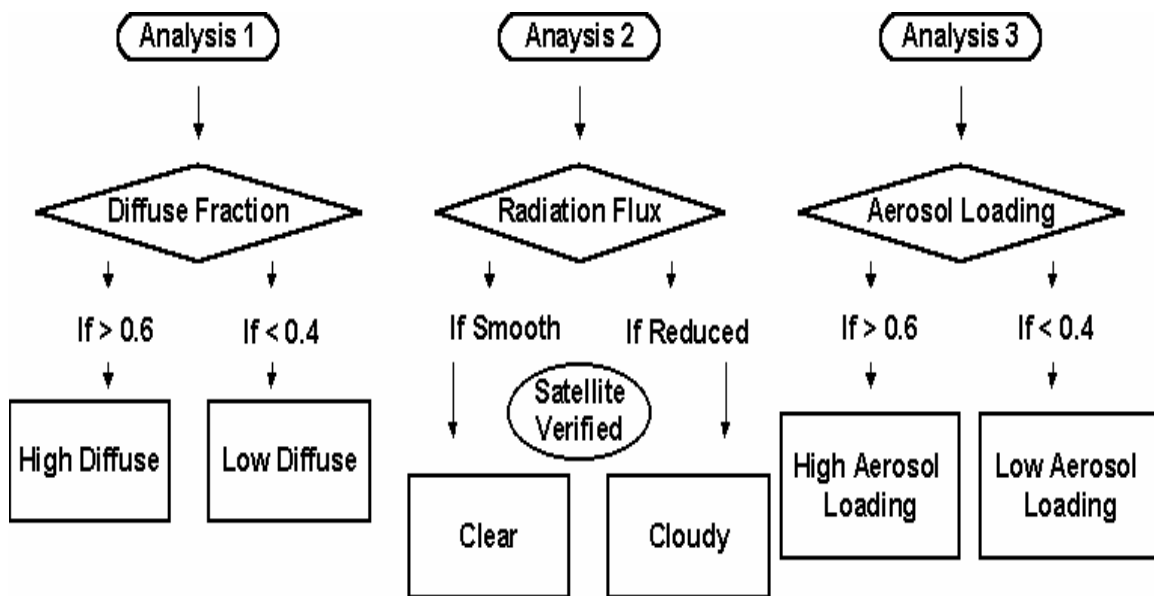 Analysis 1
Anaysis 2
Analysis 3
Diffuse Fraction
Radiation Flux
Aerosol Loading
If > 0.6
If < 0.4
If Smooth
If Reduced
If > 0.6
If < 0.4
Satellite
Verified
High Diffuse
Low Diffuse
Clear
Cloudy
High Aerosol
Loading
Low Aerosol
Loading